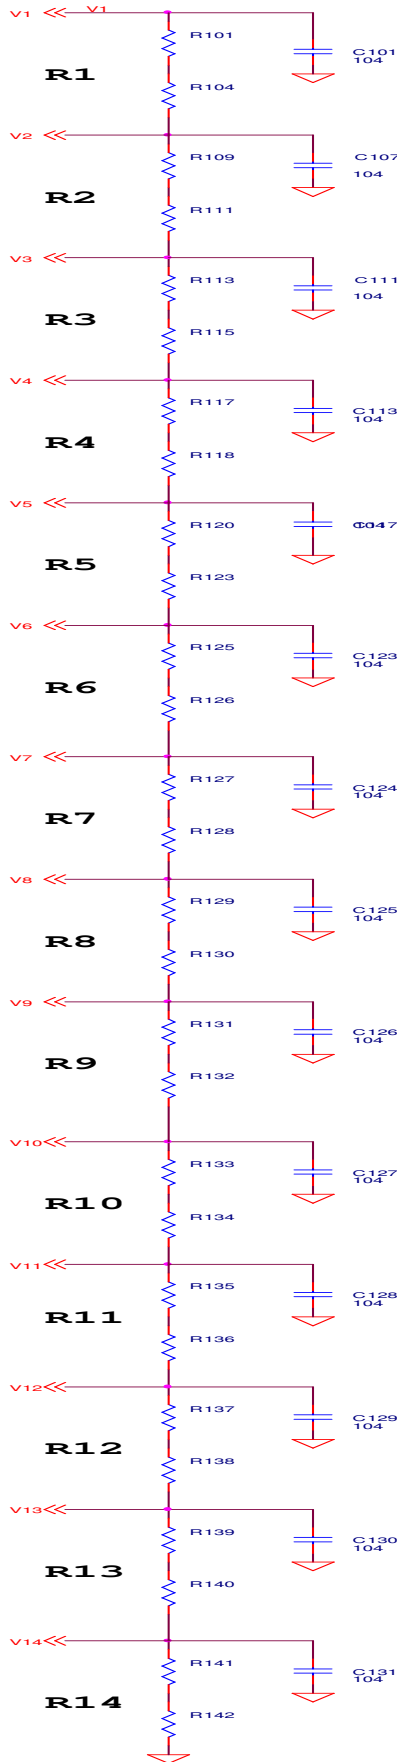 V1 V1
R101
C101
104
R1
R104
V2
R109
C107
104
R2
R111
V3
R113
C111
104
R3
R115
V4
R117
C113
104
R4
R118
V5
R120
R5
R123
V6
R125
C123
104
R6
R126
V7
R127
C124
104
R7
R128
V8
R129
C125
104
R8
R130
V9
R131
C126
104
R9
R132
V10
R133
C127
104
R10
R134
V11
R135
C128
104
R11
R136
V12
R137
C129
104
R12
R138
V13
R139
C130
104
R13
R140
V14
R141
C131
104
R14
R142